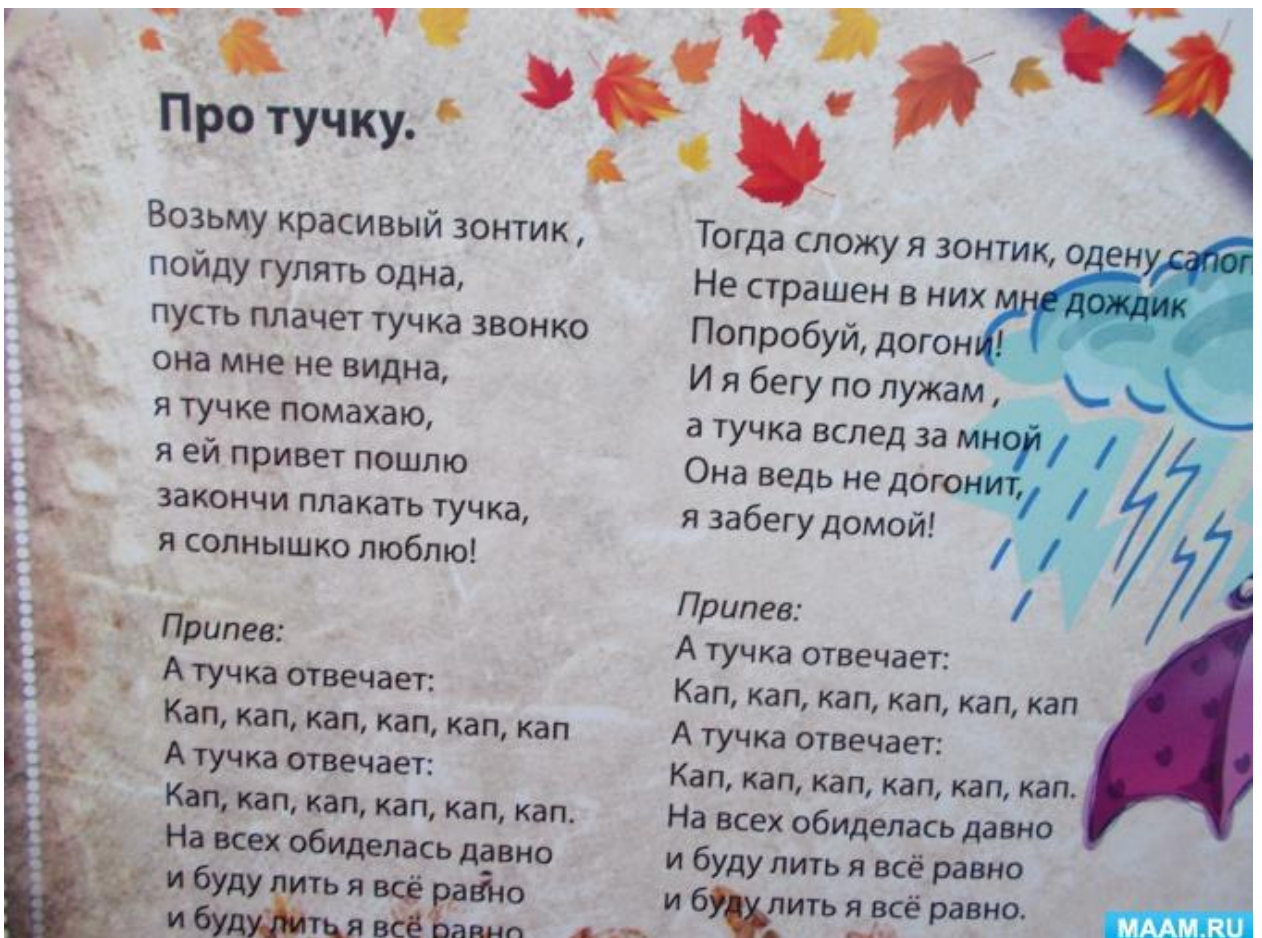 Про тучку.
Возьму красивый зонтик ,
пойду гулять одна,
пусть плачет тучка звонко
она мне не видна,
я тучке помахаю,
я ей привет пошлю
закончи плакать тучка,
я солнышко люблю!
Припев:
А тучка отвечает:
Кап, кап, кап, кап, кап, кап
А тучка отвечает:
Кап, кап, кап, кап, кап, кап.
На всех обиделась давно
и буду лить я всё равно
и буду лить я всё равно
Тогда сложу я зонтик, одену
Не страшен в них мне дождик
Попробуй, догони!
И я бегу по лужам ,
а тучка вслед за мной
Она ведь не догонит,
я забегу домой!
Припев:
А тучка отвечает:
Кап, кап, кап, кап, кап, кап
А тучка отвечает:
Кап, кап, кап, кап, кап, кап.
На всех обиделась давно
и буду лить я всё равно
и буду лить я всё равно.
MAAM.RU